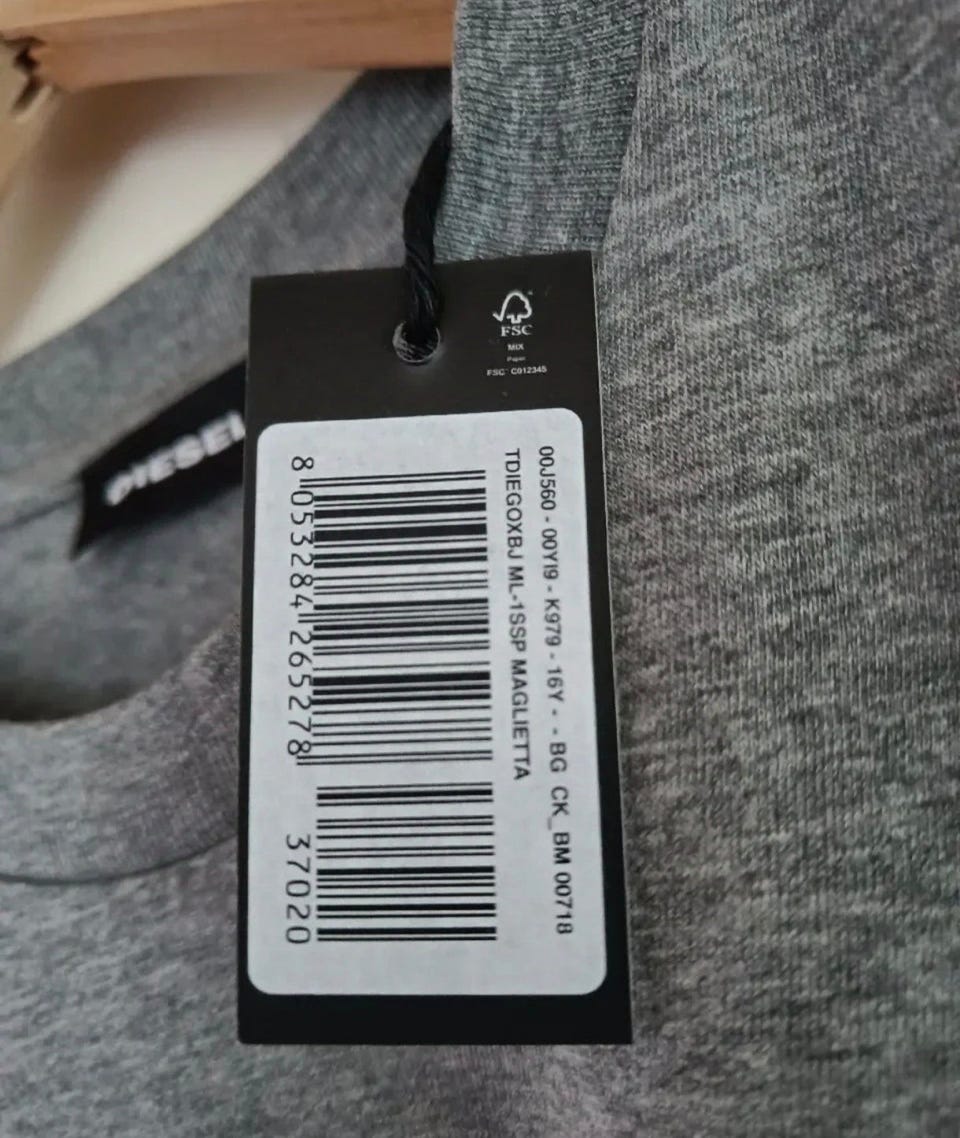 FSC
MIX
Paper
FSC™ C012345
DIESEL
00J560 - 00YI9 - K979 - 16Y - - BG CK_BM 00718
TDIEGOXBJ ML-1SSP MAGLIETTA
8 053284 265278
37020